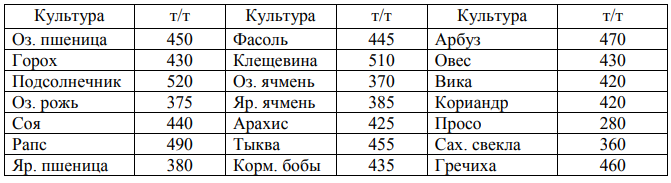 Культура т/т Культура т/т Культура т/т
Оз. пшеница 450 Фасоль 445 Арбуз 470
Горох 430 Клещевина 510 Овес 430
Подсолнечник 520 Оз. ячмень 370 Вика 420
Оз. рожь 375 Яр. ячмень 385 Кориандр 420
Соя 440 Арахис 425 Просо 280
Рапс 490 Тыква 455 Сах. свекла 360
Яр. пшеница 380 Корм. бобы 435 Гречиха 460